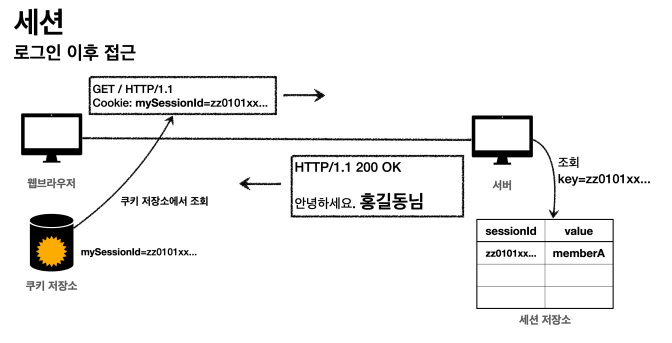 세션
로그인 이후 접근
GET / HTTP/1.1
Cookie: mySessionId=zz0101xx...
웹브라우저
서버
조회
key=zz0101xx...
HTTP/1.1 200 OK
안녕하세요. 홍길동님
쿠키 저장소에서 조회
mySessionId=zz0101xx...
쿠키 저장소
sessionId value
zz0101xx... memberA
세션 저장소